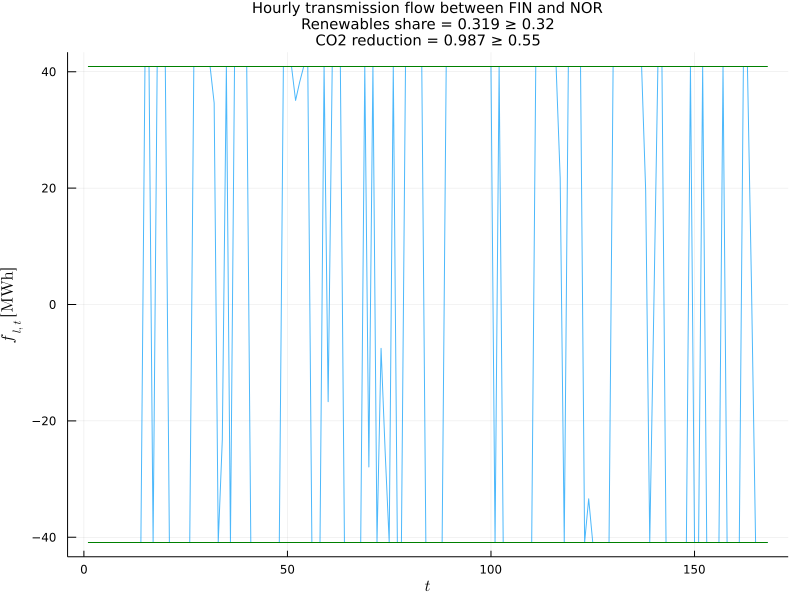 Hourly transmission flow between FIN and NOR
Renewables share = 0.319 ≥ 0.32
CO2 reduction = 0.987 ≥ 0.55
40
20
0
−20
−40
f l,t [MWh]
0 50 100 150
t